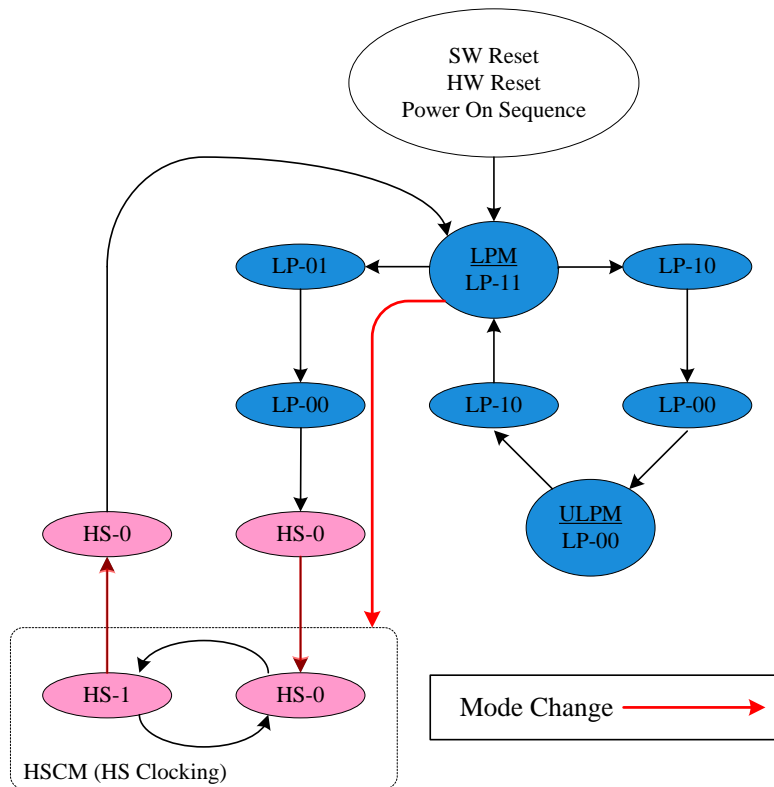 SW Reset
HW Reset
Power On Sequence
LP-01
LPM
LP-11
LP-10
LP-00
LP-10
LP-00
HS-0
HS-0
ULPM
LP-00
HS-1
HS-0
HSCM (HS Clocking)
Mode Change